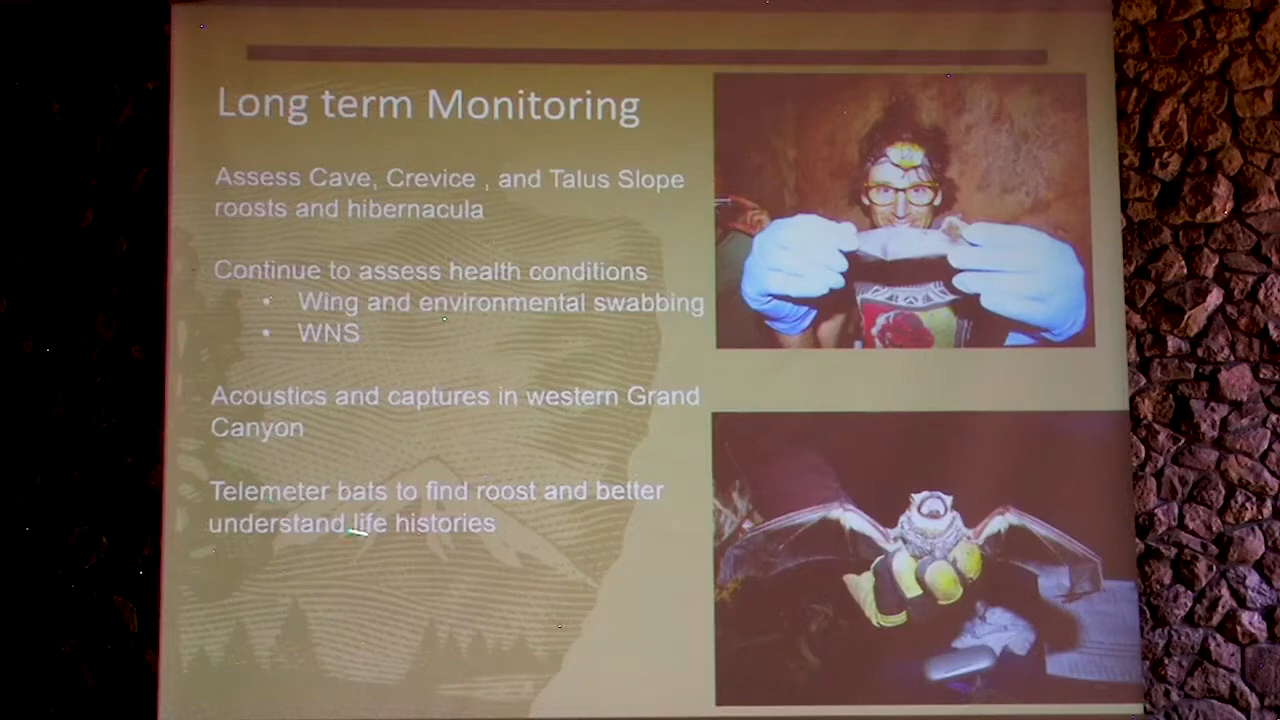 Long term Monitoring
Assess Cave, Crevice , and Talus Slope
roosts and hibernacula
Continue to assess health conditions
• Wing and environmental swabbing
• WNS
Acoustics and captures in western Grand
Canyon
Telemeter bats to find roost and better
understand life histories